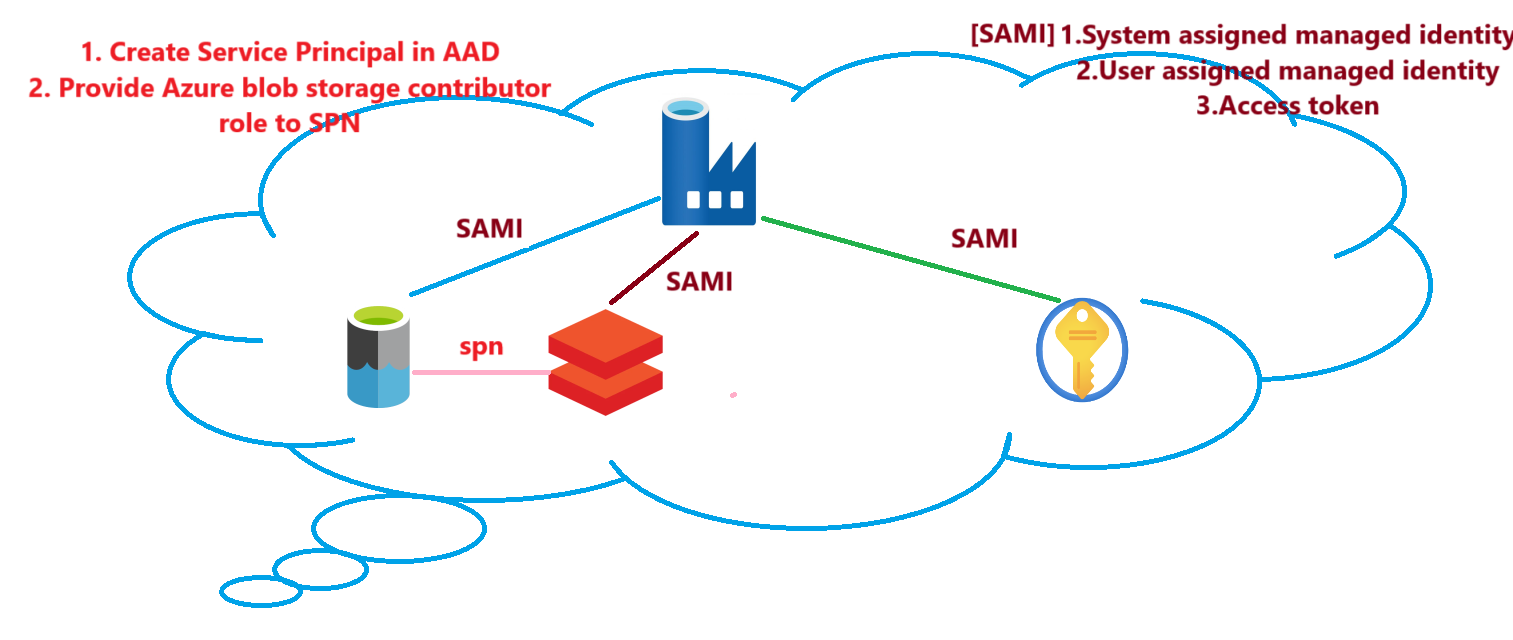 1. Create Service Principal in AAD
2. Provide Azure blob storage contributor
role to SPN
[SAMI] 1.System assigned managed identity
2.User assigned managed identity
3.Access token
SAMI
SAMI
SAMI
spn